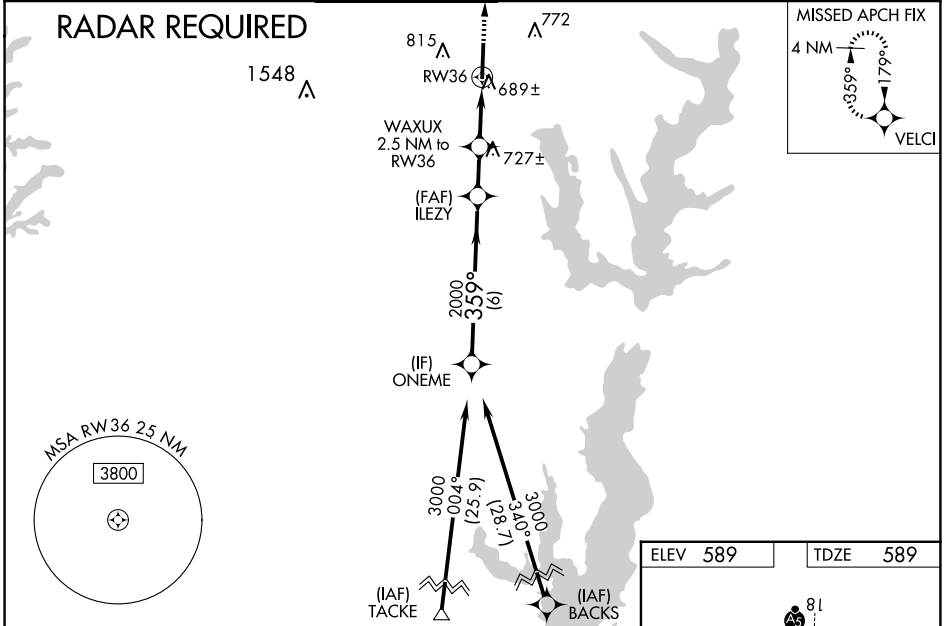 RADAR REQUIRED
772
815
1548
RW36
689±
WAXUX
2.5 NM to
RW36
727±
(FAF)
ILEZY
2000
359°
(6)
(IF)
ONEME
MISSED APCH FIX
4 NM
359°
179°
VELCI
MSA RW36 25 NM
3800
3000
004°
(25.9)
3000
340°
(28.7)
(IAF)
TACKE
(IAF)
BACKS
ELEV 589
TDZE 589
18
A5